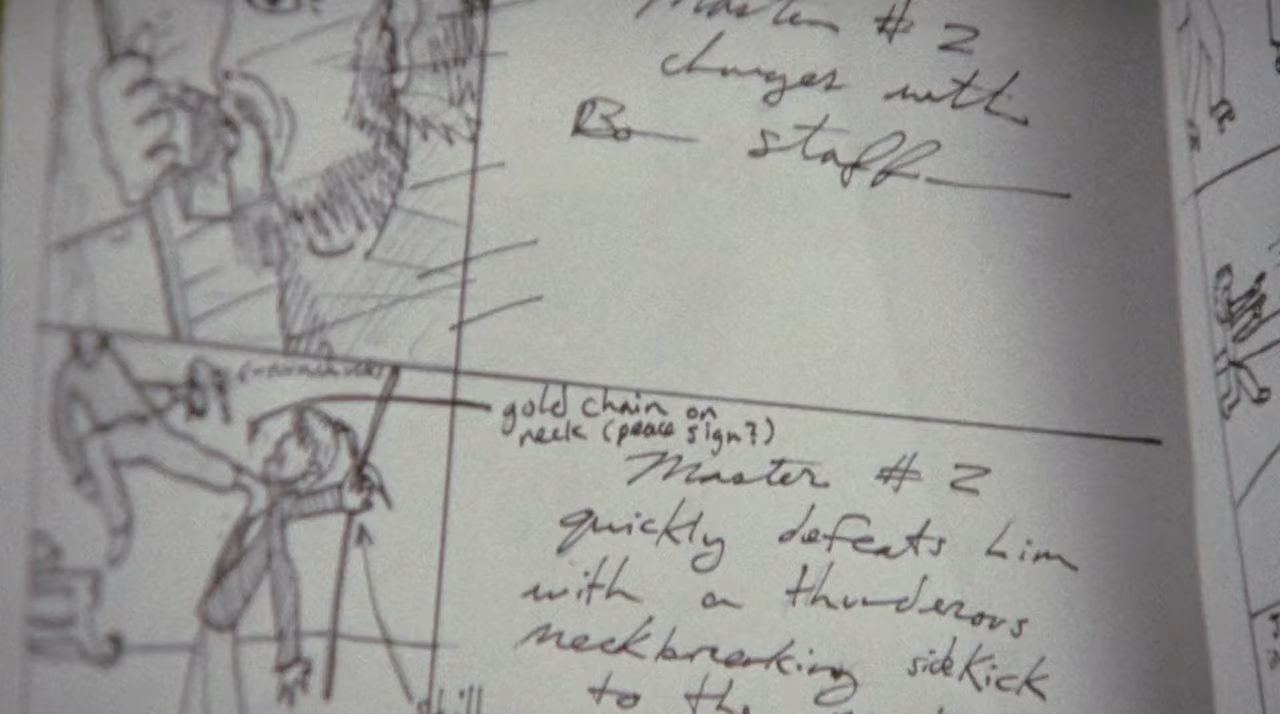 Master # 2
charges with
Bo staff
gold chain on
neck (peace sign?)
Master # 2
quickly defeats him
with a thunderous
neckbreaking sidekick
to the